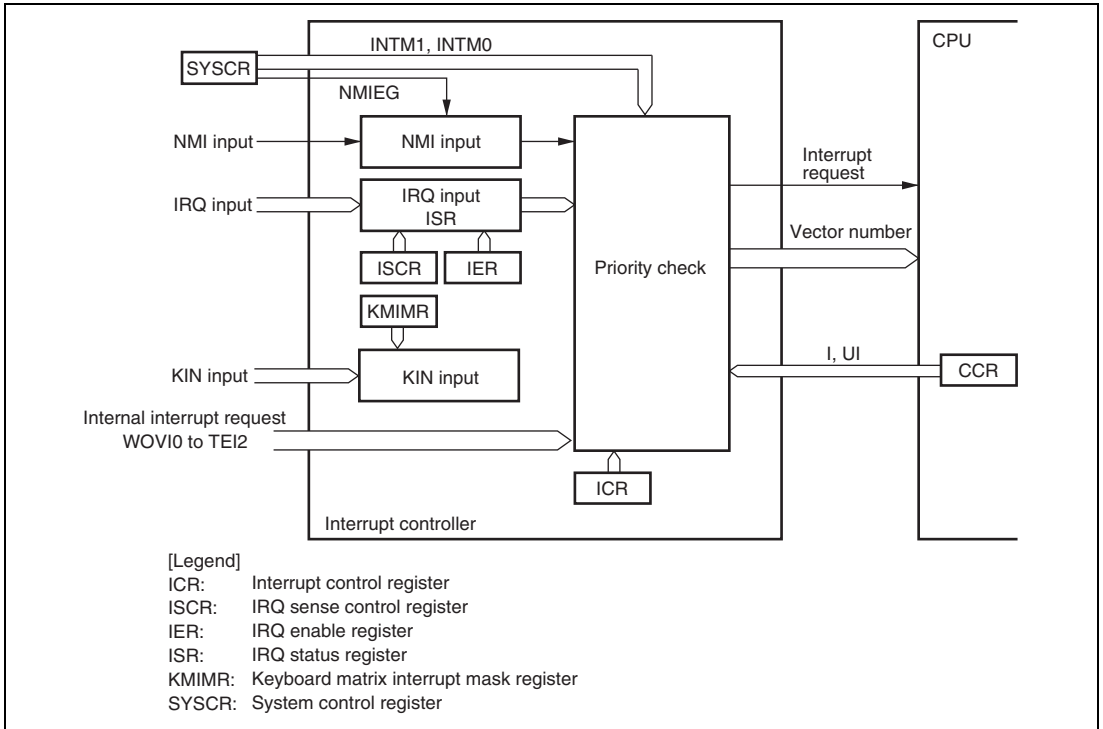 INTM1, INTM0
CPU
SYSCR
NMIEG
NMI input
NMI input
Interrupt
request
IRQ input
IRQ input
ISR
Vector number
ISCR
IER
Priority check
KMIMR
I, UI
KIN input
KIN input
CCR
Internal interrupt request
WOVI0 to TEI2
ICR
Interrupt controller
[Legend]
ICR: Interrupt control register
ISCR: IRQ sense control register
IER: IRQ enable register
ISR: IRQ status register
KMIMR: Keyboard matrix interrupt mask register
SYSCR: System control register